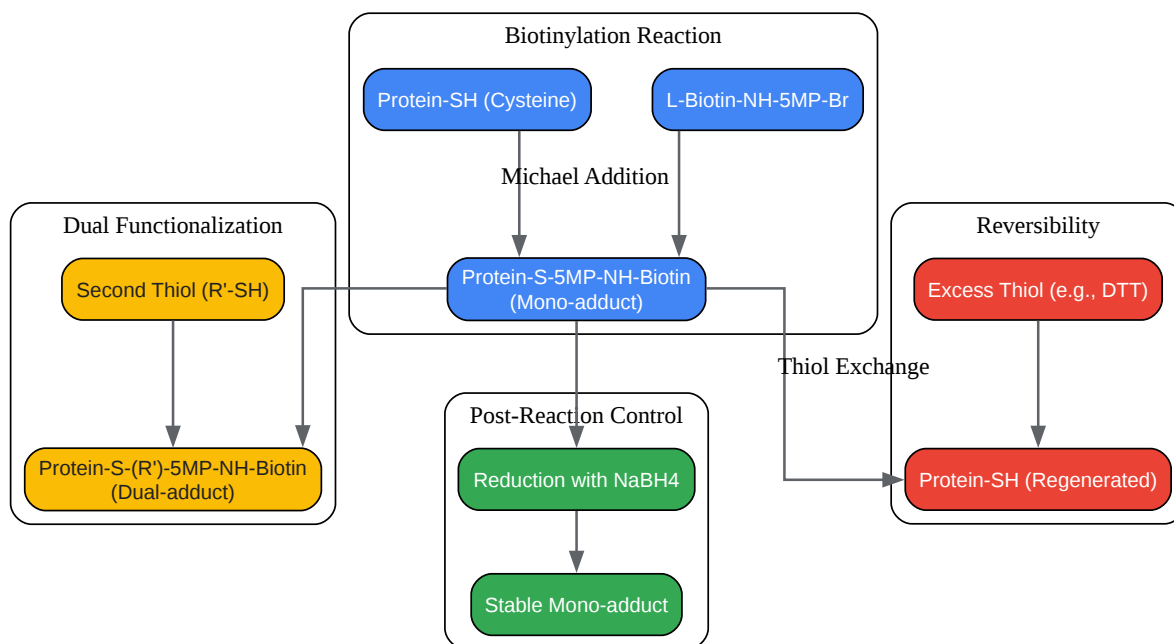 Biotinylation Reaction
Protein-SH (Cysteine)
L-Biotin-NH-5MP-Br
Michael Addition
Protein-S-5MP-NH-Biotin
(Mono-adduct)
Dual Functionalization
Second Thiol (R'-SH)
Protein-S-(R')-5MP-NH-Biotin
(Dual-adduct)
Reversibility
Excess Thiol (e.g., DTT)
Thiol Exchange
Protein-SH (Regenerated)
Post-Reaction Control
Reduction with NaBH4
Stable Mono-adduct